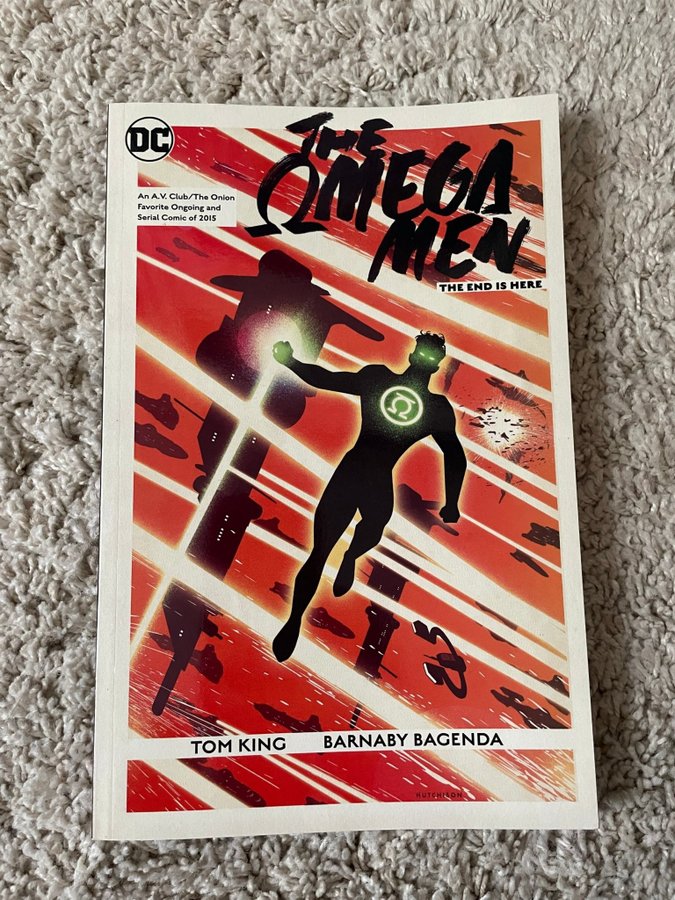 DC
An A.V. Club/The Onion
Favorite Ongoing and
Serial Comic of 2015
THE
ΩMEGA
MEN
THE END IS HERE
TOM KING BARNABY BAGENDA
HUTCHISON